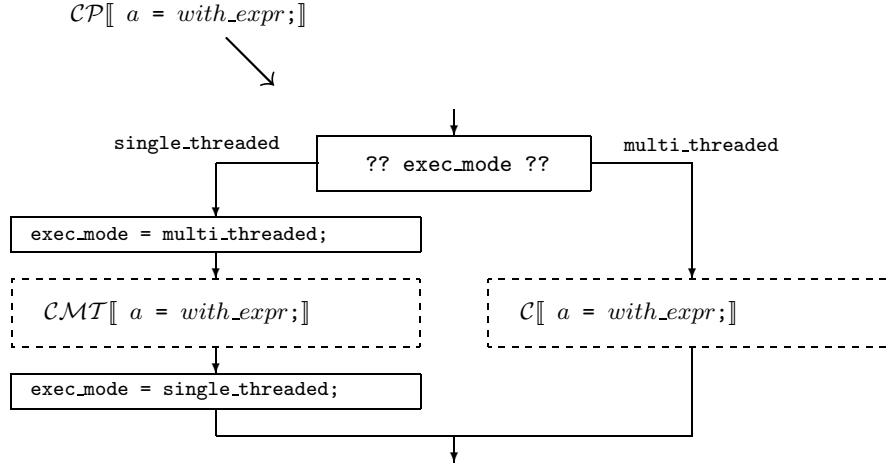 𝒞𝒫⟦ a = with_expr;⟧
single_threaded
multi_threaded
?? exec_mode ??
exec_mode = multi_threaded;
𝒞ℳ𝒯⟦ a = with_expr;⟧
𝒞⟦ a = with_expr;⟧
exec_mode = single_threaded;